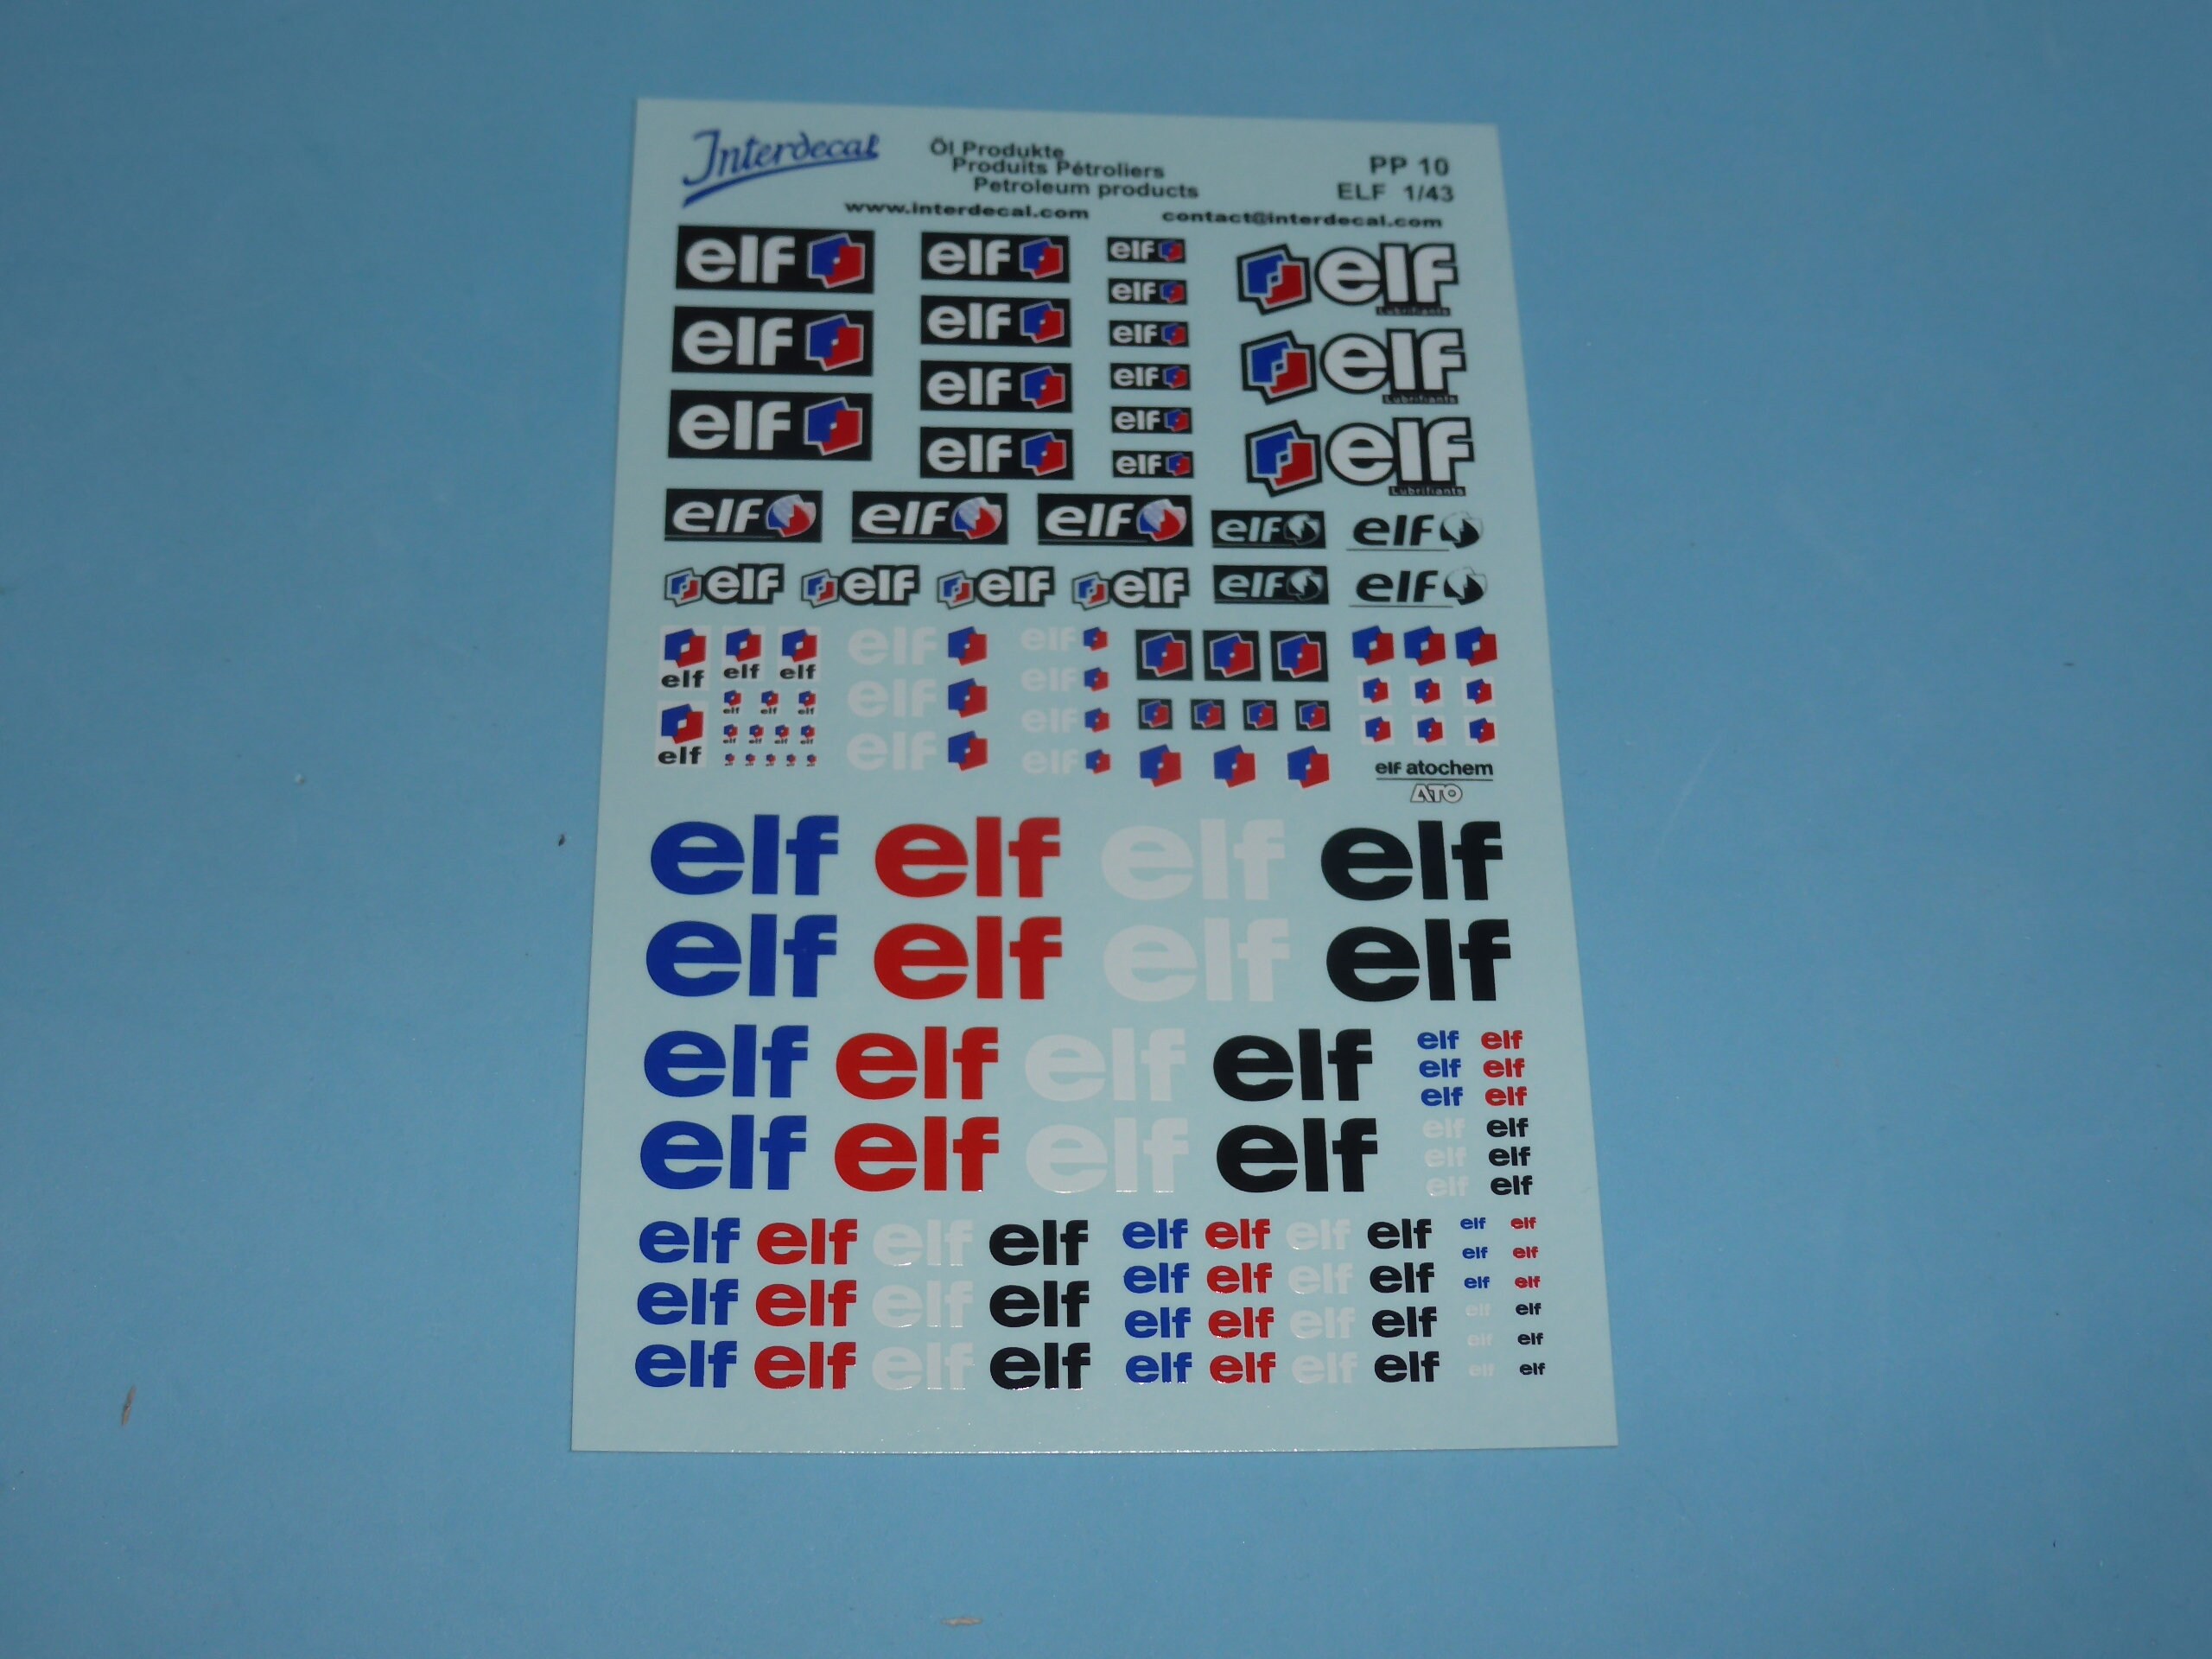 Interdecal
Öl Produkte
Produits Pétroliers
Petroleum products
PP 10
ELF 1/43
www.interdecal.com contact@interdecal.com
elf elf elf elf
Lubrifiants
elf
elf elf elf elf
Lubrifiants
elf
elf elf elf elf
Lubrifiants
elf elf
elf elf elf elf elf
elf elf elf elf elf elf
elf elf elf elf elf
elf elf
elf elf elf elf
elf
elf elf elf
elf elf elf elf
elf elf elf
elf atochem
ATO
elf elf elf elf
elf elf elf elf
elf elf elf elf elf elf
elf elf
elf elf
elf elf elf elf elf elf
elf elf
elf elf
elf elf elf elf elf elf elf elf elf elf
elf elf
elf elf elf elf elf elf elf elf elf elf
elf elf
elf elf elf elf elf elf elf elf elf elf